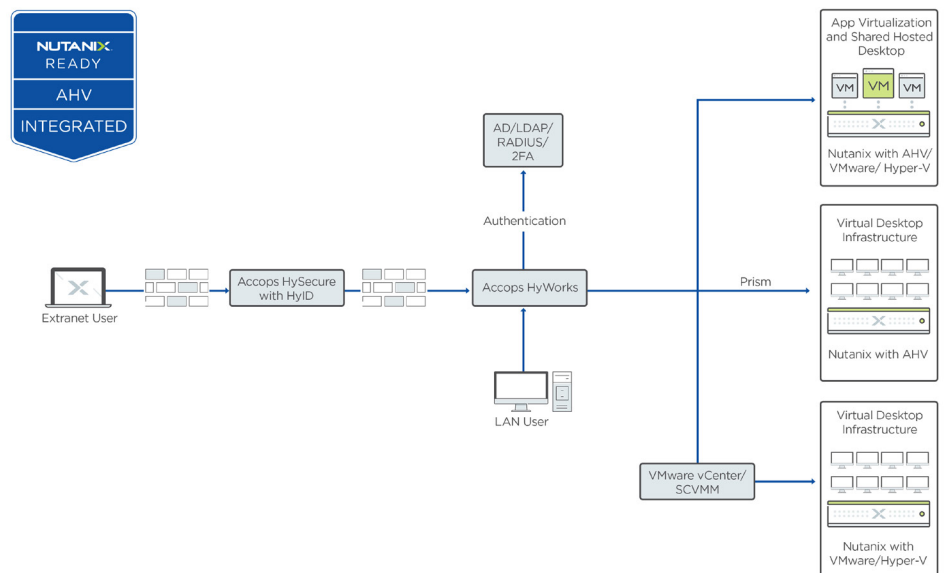 NUTANIX
READY
AHV
INTEGRATED
App Virtualization
and Shared Hosted
Desktop
VM
VM
VM
Nutanix with AHV/
VMware/ Hyper-V
AD/LDAP/
RADIUS/
2FA
Authentication
Extranet User
Accops HySecure
with HyID
Accops HyWorks
Prism
LAN User
Virtual Desktop
Infrastructure
Nutanix with AHV
VMware vCenter/
SCVMM
Virtual Desktop
Infrastructure
Nutanix with
VMware/Hyper-V